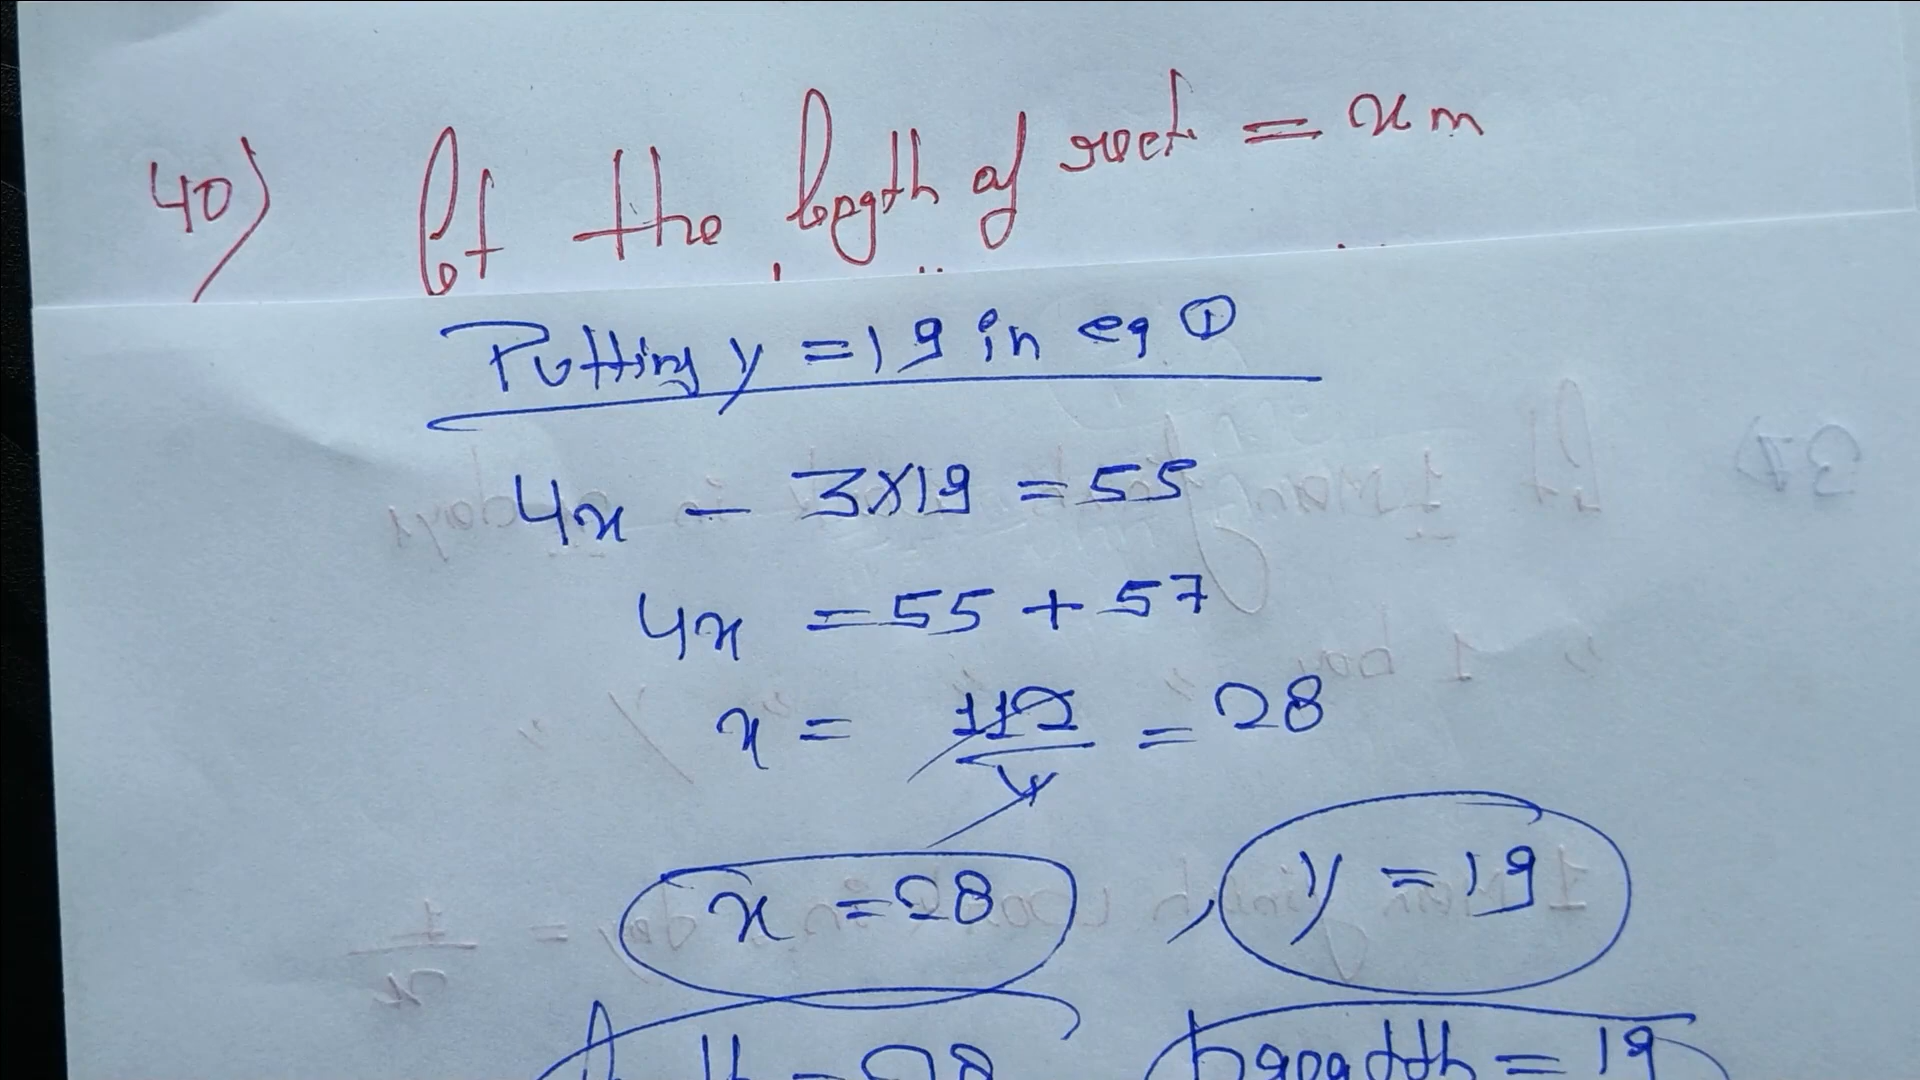 40) let the length of rect. = x m
Putting y = 19 in eq ①
4x - 3×19 = 55
4x = 55 + 57
x = 112/4 = 28
x = 28 , y = 19
= 28 breadth = 19